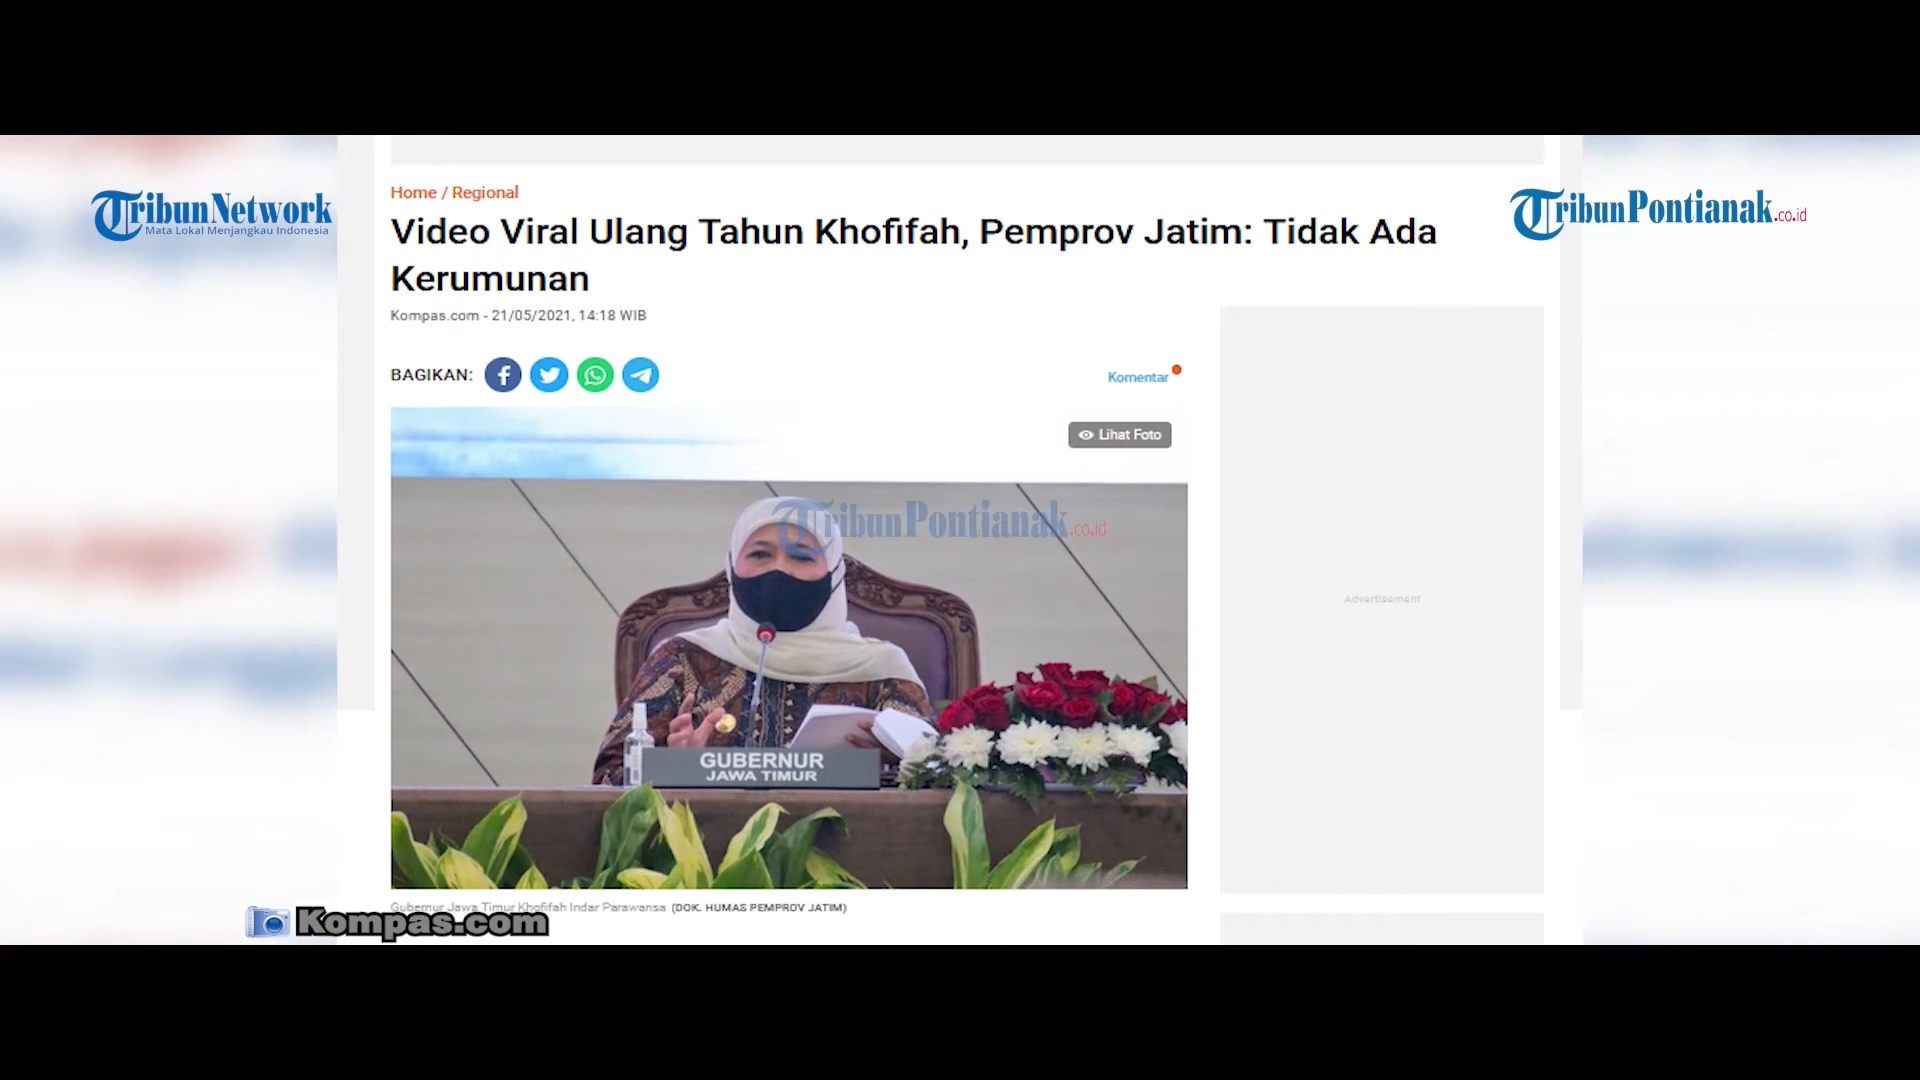 TribunNetwork
Mata Lokal Menjangkau Indonesia
TribunPontianak.co.id
Home / Regional
Video Viral Ulang Tahun Khofifah, Pemprov Jatim: Tidak Ada
Kerumunan
Kompas.com - 21/05/2021, 14:18 WIB
BAGIKAN:
Komentar
Lihat Foto
TribunPontianak.co.id
GUBERNUR
JAWA TIMUR
Advertisement
Gubernur Jawa Timur Khofifah Indar Parawansa (DOK. HUMAS PEMPROV JATIM)
Kompas.com